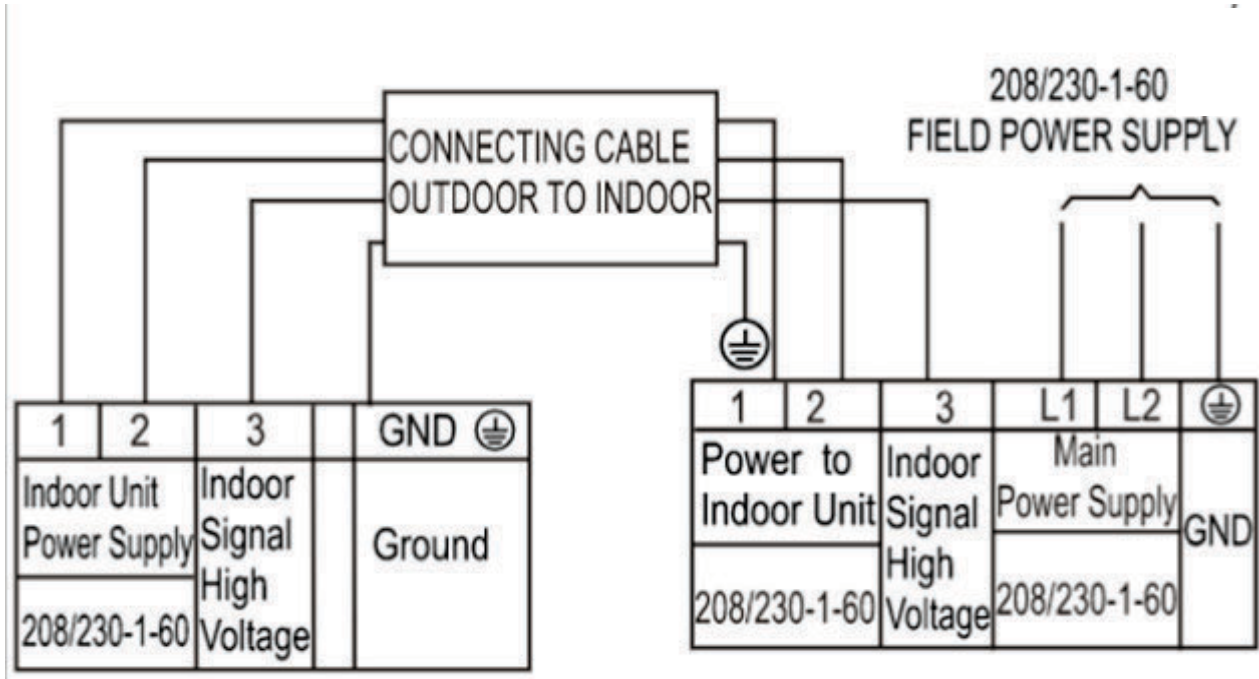 208/230-1-60
FIELD POWER SUPPLY
CONNECTING CABLE
OUTDOOR TO INDOOR
1 2 3 GND
Indoor Unit
Power Supply
208/230-1-60
Indoor
Signal
High
Voltage
Ground
1 2 3 L1 L2
Power to
Indoor Unit
208/230-1-60
Indoor
Signal
High
Voltage
Main
Power Supply
208/230-1-60
GND